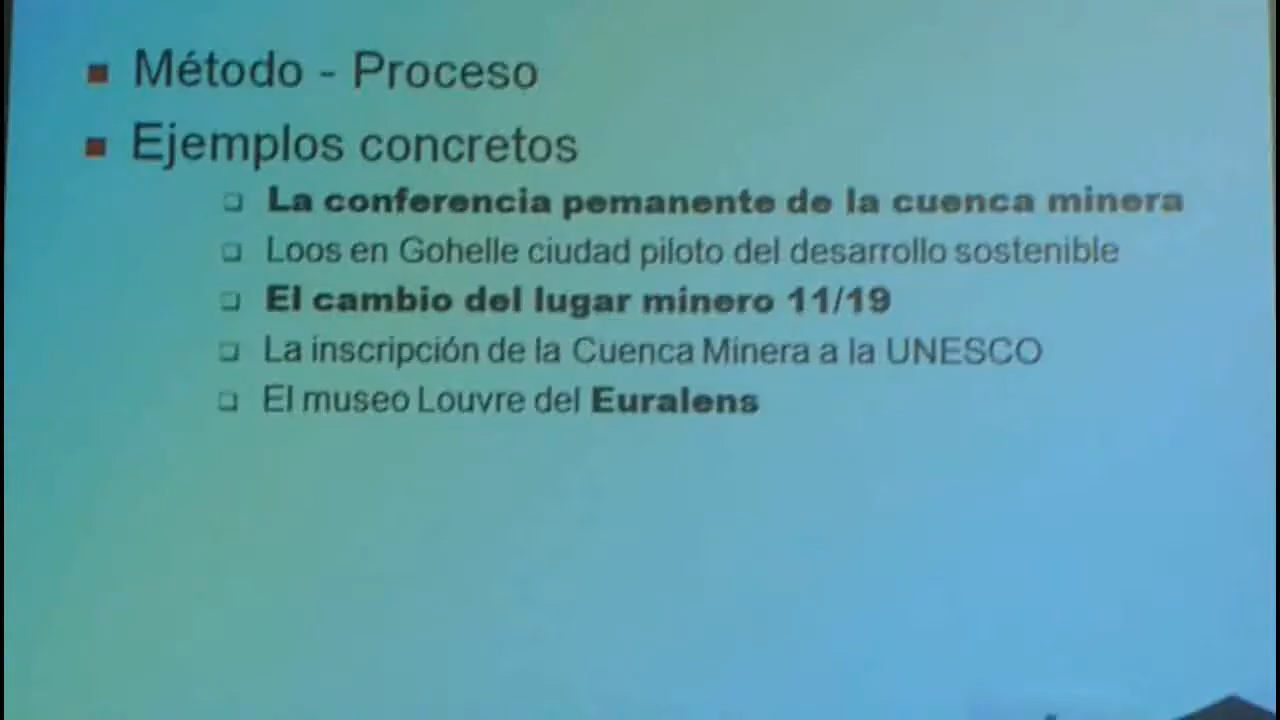 Método - Proceso
Ejemplos concretos
La conferencia pemanente de la cuenca minera
Loos en Gohelle ciudad piloto del desarrollo sostenible
El cambio del lugar minero 11/19
La inscripción de la Cuenca Minera a la UNESCO
El museo Louvre del Euralens